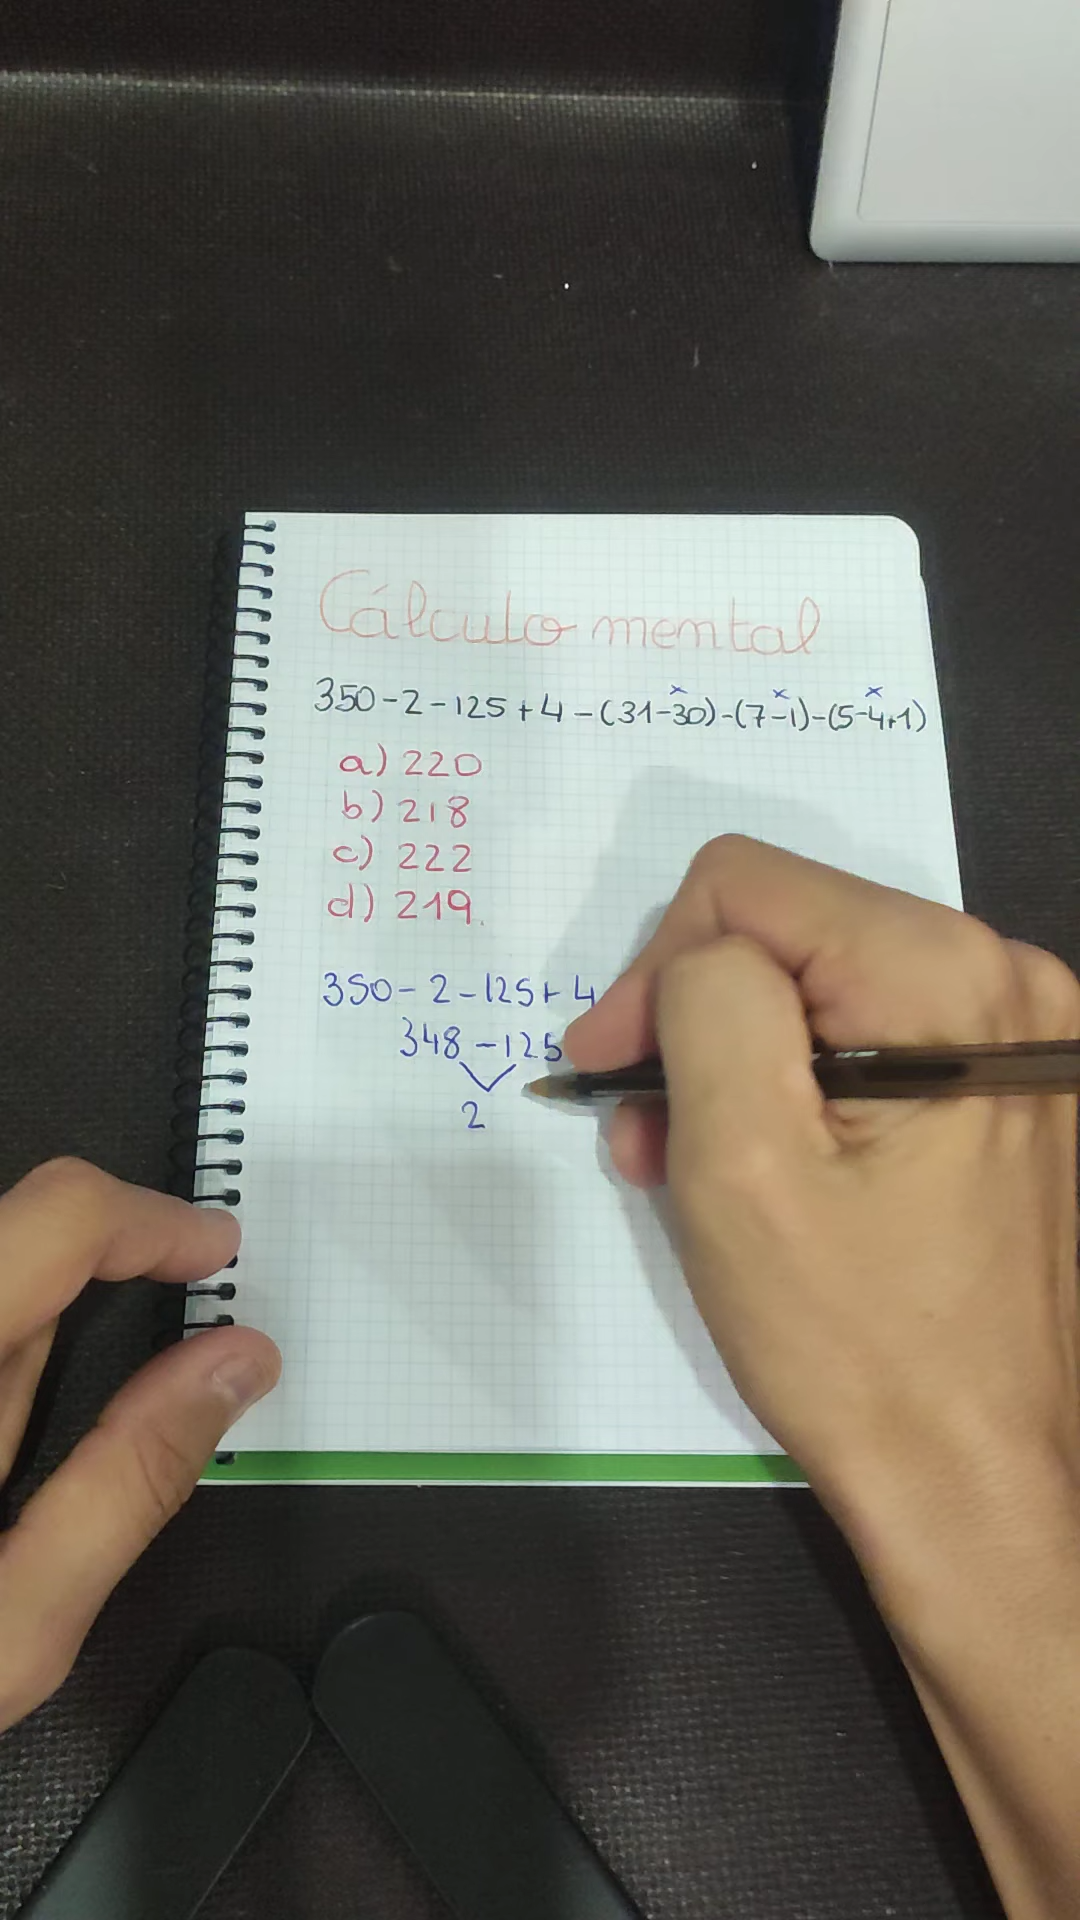 Cálculo mental
350-2-125+4-(31-30)-(7-1)-(5-4+1)
a) 220
b) 218
c) 222
d) 219.
350-2-125+4
348-125
2